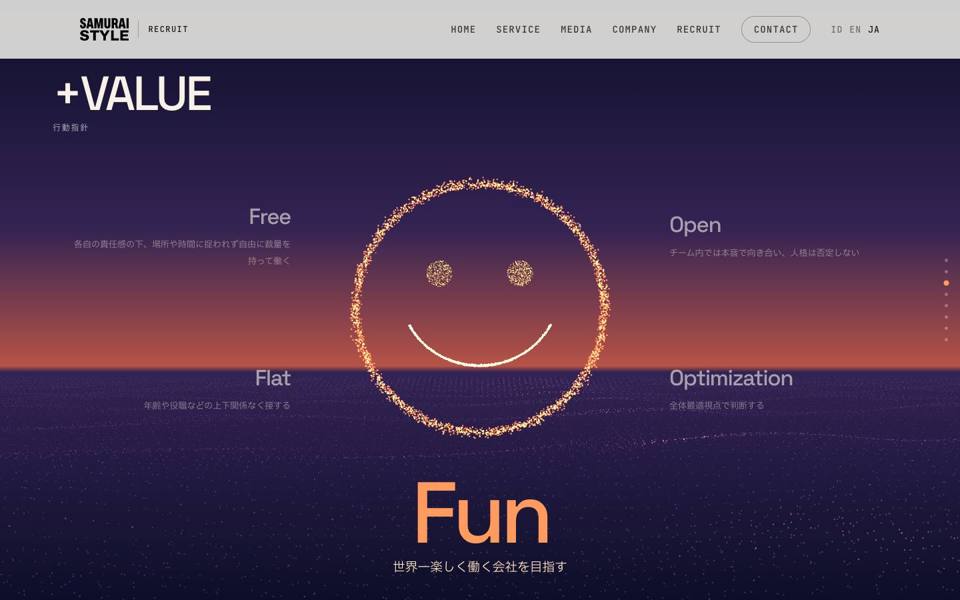 SAMURAI
STYLE
RECRUIT
HOME
SERVICE
MEDIA
COMPANY
RECRUIT
CONTACT
ID EN JA
+VALUE
行動指針
Free
各自の責任感の下、場所や時間に捉われず自由に裁量を
持って働く
Open
チーム内では本音で向き合い、人格は否定しない
Flat
年齢や役職などの上下関係なく接する
Optimization
全体最適視点で判断する
Fun
世界一楽しく働く会社を目指す